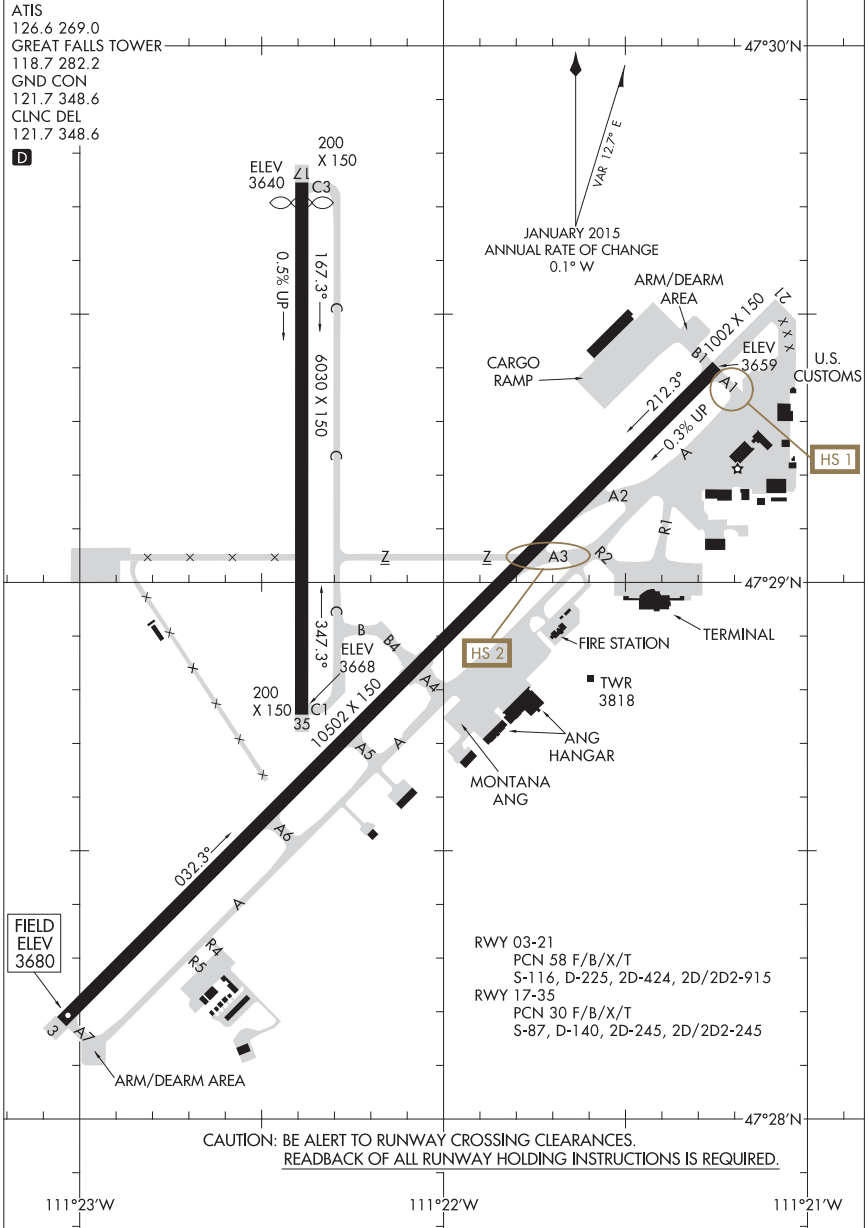 ATIS
126.6 269.0
GREAT FALLS TOWER
118.7 282.2
GND CON
121.7 348.6
CLNC DEL
121.7 348.6
D
47°30'N
VAR 12.7° E
JANUARY 2015
ANNUAL RATE OF CHANGE
0.1° W
200
X 150
ELEV
3640
17
C3
0.5% UP
167.3°
6030 X 150
C
C
C
347.3°
ELEV
3668
200
X 150
C1
35
ARM/DEARM
AREA
CARGO
RAMP
B1
1002 X 150
21
X X X
ELEV
3659
A1
U.S.
CUSTOMS
HS 1
212.3°
0.3% UP
A
A2
R1
R2
A3
Z
Z
X X X X
X X X X X X
47°29'N
HS 2
TERMINAL
FIRE STATION
TWR
3818
ANG
HANGAR
MONTANA
ANG
B
B4
A4
A
A5
10502 X 150
A6
032.3°
A
R4
R5
FIELD
ELEV
3680
3
A7
ARM/DEARM AREA
RWY 03-21
PCN 58 F/B/X/T
S-116, D-225, 2D-424, 2D/2D2-915
RWY 17-35
PCN 30 F/B/X/T
S-87, D-140, 2D-245, 2D/2D2-245
47°28'N
CAUTION: BE ALERT TO RUNWAY CROSSING CLEARANCES.
READBACK OF ALL RUNWAY HOLDING INSTRUCTIONS IS REQUIRED.
111°23'W
111°22'W
111°21'W